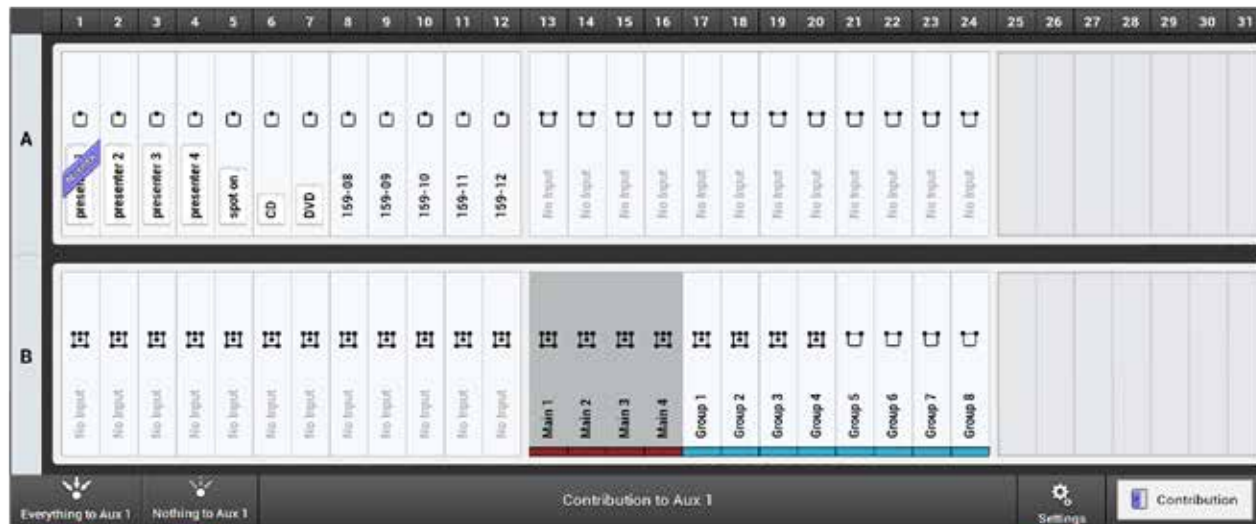 1 2 3 4 5 6 7 8 9 10 11 12 13 14 15 16 17 18 19 20 21 22 23 24 25 26 27 28 29 30 31
A
presenter 2 presenter 3 presenter 4 spot on CD DVD 159-08 159-09 159-10 159-11 159-12 No Input No Input No Input No Input No Input No Input No Input No Input No Input No Input No Input No Input
B
No Input No Input No Input No Input No Input No Input No Input No Input No Input No Input No Input No Input Main 1 Main 2 Main 3 Main 4 Group 1 Group 2 Group 3 Group 4 Group 5 Group 6 Group 7 Group 8
Everything to Aux 1 Nothing to Aux 1 Contribution to Aux 1 Settings Contribution